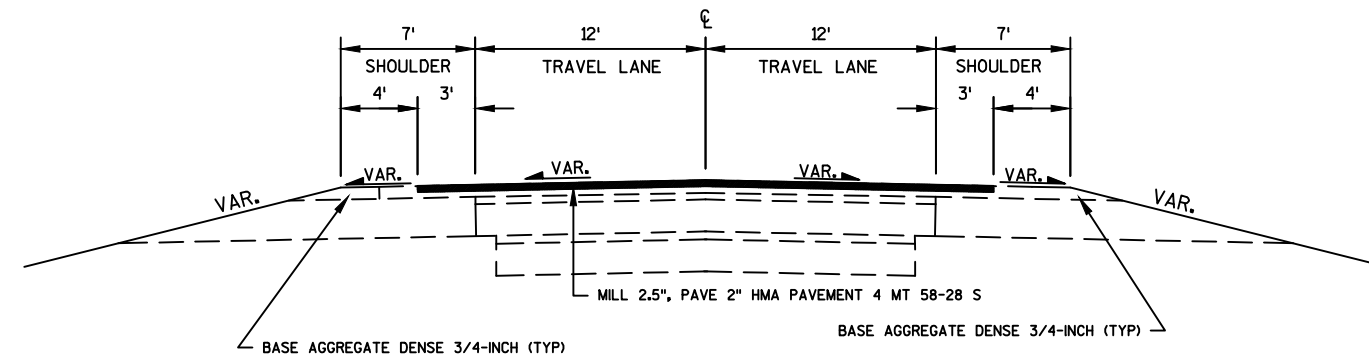 ℄
7' 12' 12' 7'
SHOULDER TRAVEL LANE TRAVEL LANE SHOULDER
4' 3' 3' 4'
VAR. VAR. VAR. VAR.
VAR. VAR.
MILL 2.5", PAVE 2" HMA PAVEMENT 4 MT 58-28 S
BASE AGGREGATE DENSE 3/4-INCH (TYP)
BASE AGGREGATE DENSE 3/4-INCH (TYP)